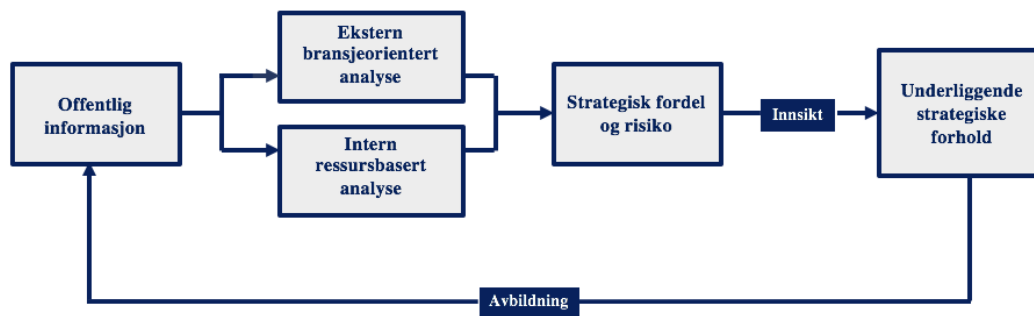 Offentlig
informasjon
Ekstern
bransjeorientert
analyse
Intern
ressursbasert
analyse
Strategisk fordel
og risiko
Innsikt
Underliggende
strategiske
forhold
Avbildning